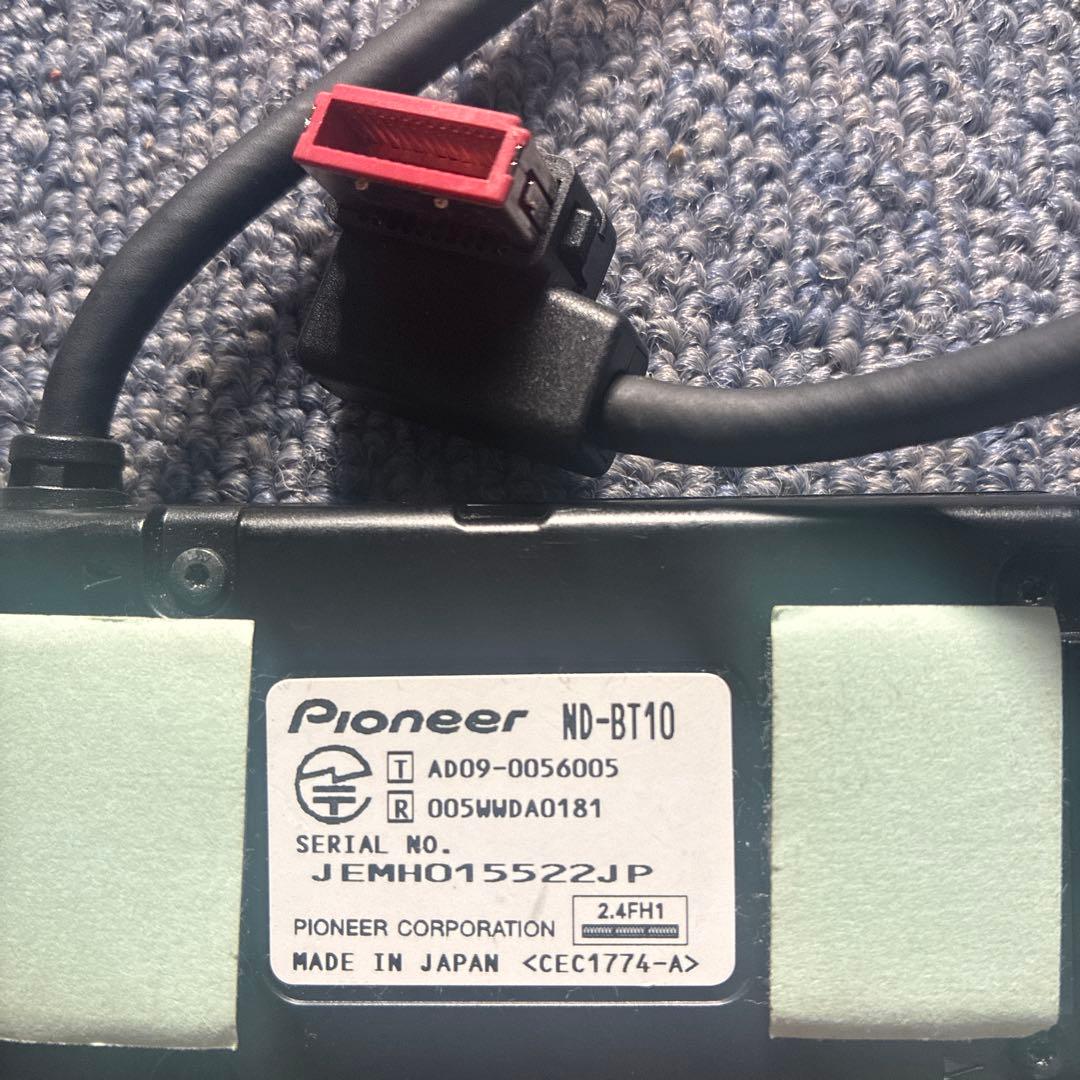 Pioneer ND-BT10
T AD09-0056005
R 005WWDA0181
SERIAL NO.
JEMH015522JP
2.4FH1
PIONEER CORPORATION
MADE IN JAPAN <CEC1774-A>